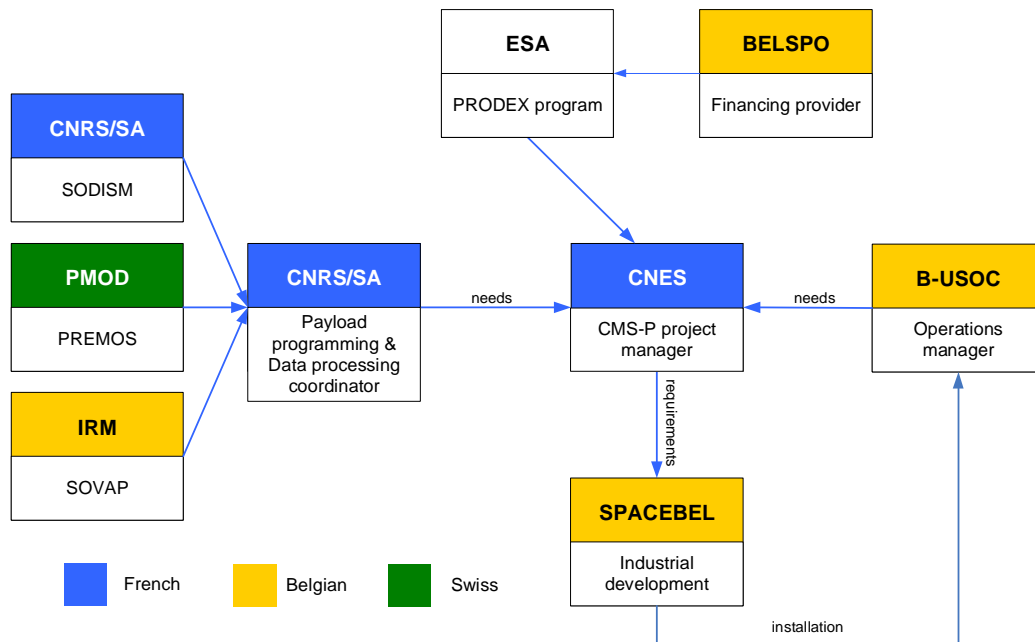 ESA
PRODEX program
BELSPO
Financing provider
CNRS/SA
SODISM
PMOD
PREMOS
IRM
SOVAP
CNRS/SA
Payload
programming &
Data processing
coordinator
needs
CNES
CMS-P project
manager
needs
B-USOC
Operations
manager
requirements
SPACEBEL
Industrial
development
installation
French
Belgian
Swiss